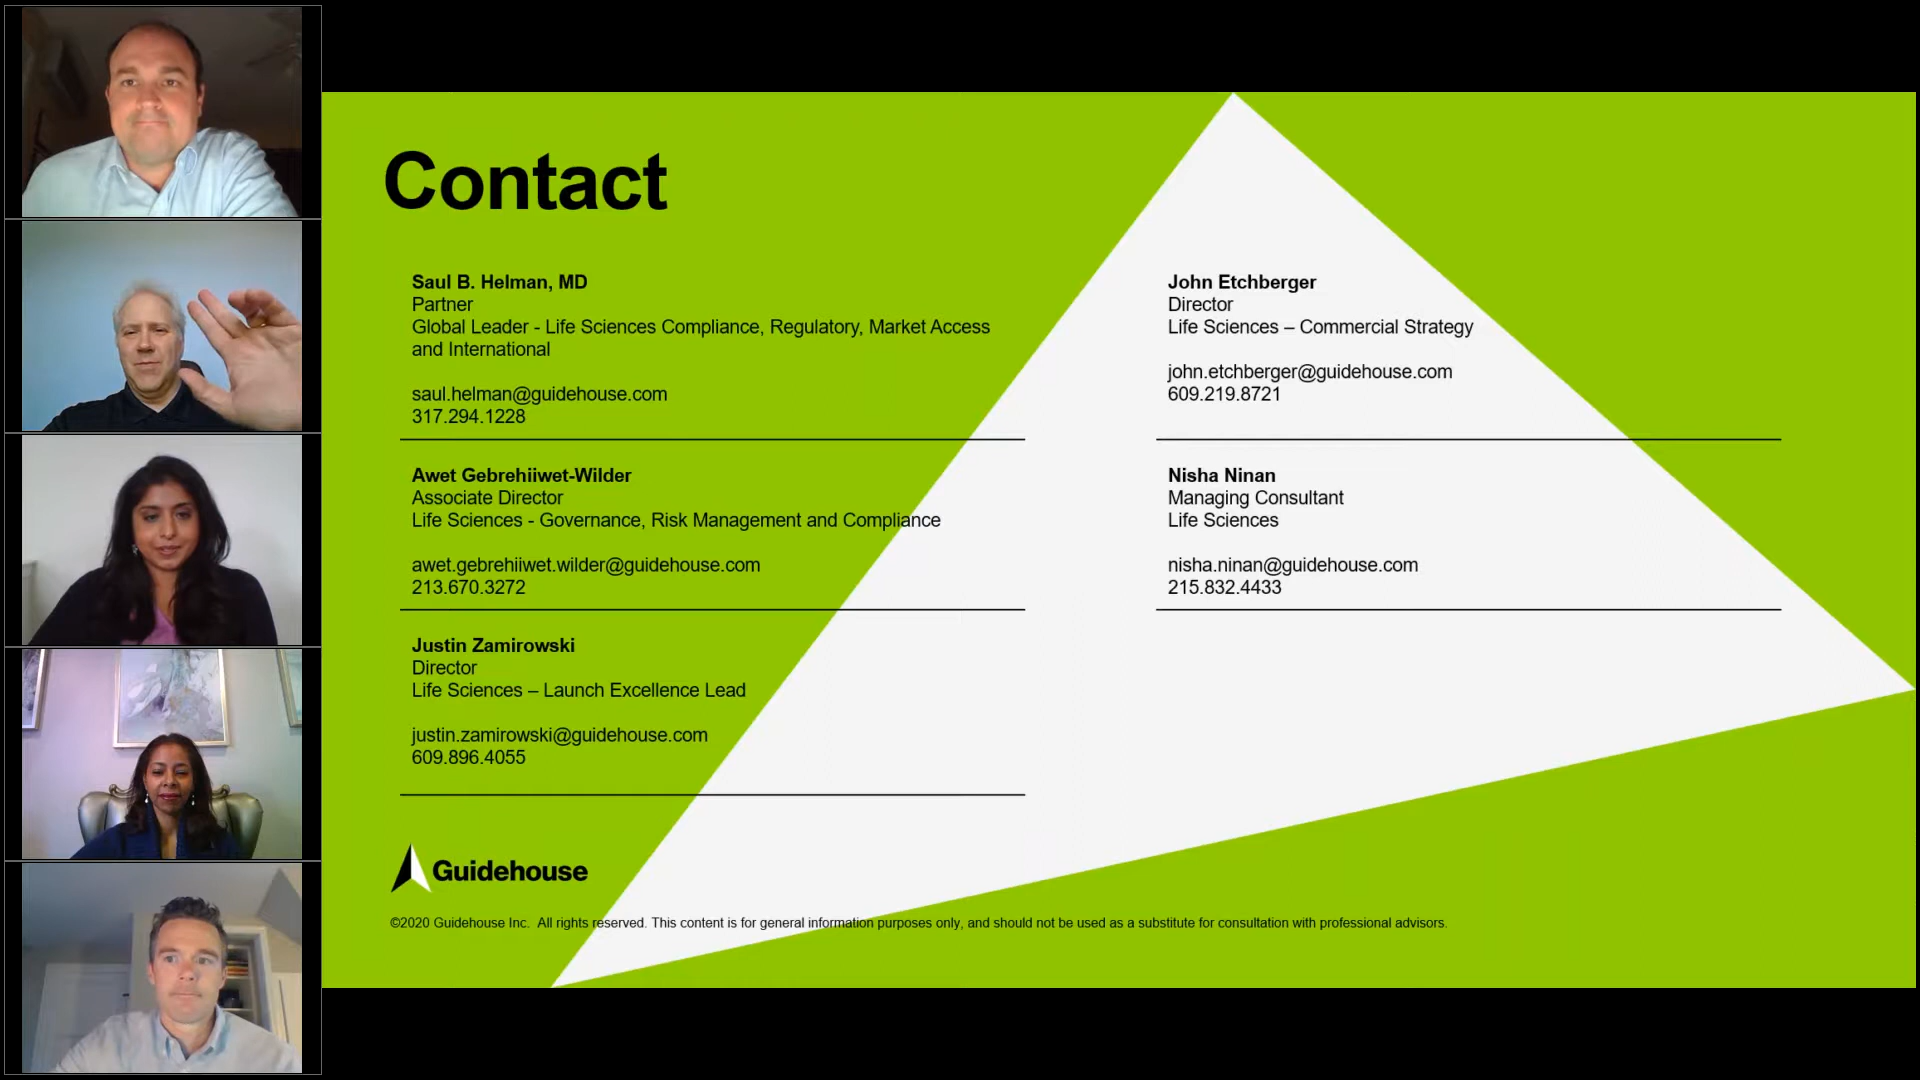 Contact
Saul B. Helman, MD
Partner
Global Leader - Life Sciences Compliance, Regulatory, Market Access
and International
saul.helman@guidehouse.com
317.294.1228
Awet Gebrehiiwet-Wilder
Associate Director
Life Sciences - Governance, Risk Management and Compliance
awet.gebrehiiwet.wilder@guidehouse.com
213.670.3272
Justin Zamirowski
Director
Life Sciences – Launch Excellence Lead
justin.zamirowski@guidehouse.com
609.896.4055
John Etchberger
Director
Life Sciences – Commercial Strategy
john.etchberger@guidehouse.com
609.219.8721
Nisha Ninan
Managing Consultant
Life Sciences
nisha.ninan@guidehouse.com
215.832.4433
Guidehouse
©2020 Guidehouse Inc.  All rights reserved. This content is for general information purposes only, and should not be used as a substitute for consultation with professional advisors.